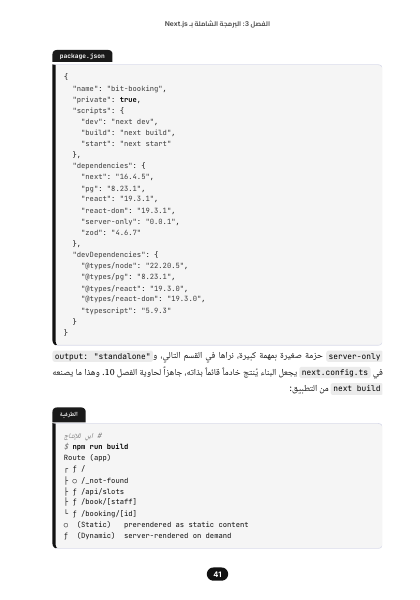 الفصل 3: البرمجة الشاملة بـ Next.js
package.json
{
  "name": "bit-booking",
  "private": true,
  "scripts": {
    "dev": "next dev",
    "build": "next build",
    "start": "next start"
  },
  "dependencies": {
    "next": "16.4.5",
    "pg": "8.23.1",
    "react": "19.3.1",
    "react-dom": "19.3.1",
    "server-only": "0.0.1",
    "zod": "4.6.7"
  },
  "devDependencies": {
    "@types/node": "22.20.5",
    "@types/pg": "8.23.1",
    "@types/react": "19.3.0",
    "@types/react-dom": "19.3.0",
    "typescript": "5.9.3"
  }
}
server-only حزمة صغيرة بمهمة كبيرة، نراها في القسم التالي، و output: "standalone"
في next.config.ts يجعل البناء يُنتج خادماً قائماً بذاته، جاهزاً لحاوية الفصل 10. وهذا ما يصنعه
next build من التطبيق:
الطرفية
# ابنِ للإنتاج
$ npm run build
Route (app)
┌ ƒ /
├ ○ /_not-found
├ ƒ /api/slots
├ ƒ /book/[staff]
└ ƒ /booking/[id]
○  (Static)   prerendered as static content
ƒ  (Dynamic)  server-rendered on demand
41